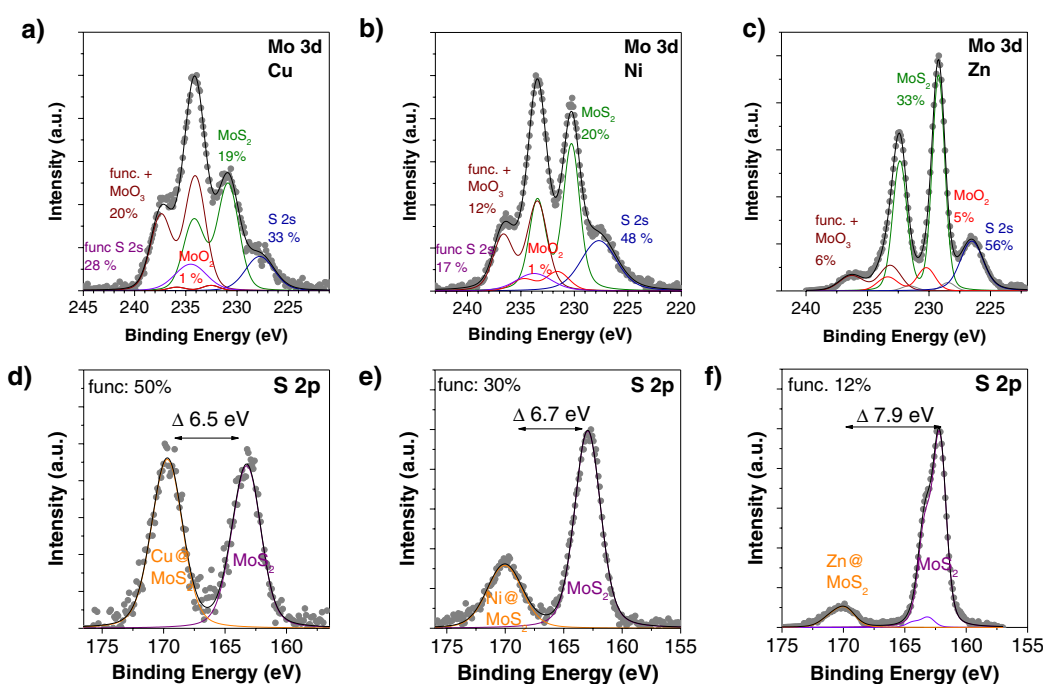 a)
Mo 3d
Cu
MoS2
19%
func. +
MoO3
20%
S 2s
33 %
func S 2s
28 %
MoO2
1 %
Intensity (a.u.)
245 240 235 230 225
Binding Energy (eV)
b)
Mo 3d
Ni
MoS2
20%
func. +
MoO3
12%
S 2s
48 %
func S 2s
17 %
MoO2
1 %
Intensity (a.u.)
245 240 235 230 225 220
Binding Energy (eV)
c)
Mo 3d
Zn
MoS2
33%
MoO2
5%
func. +
MoO3
6%
S 2s
56%
Intensity (a.u.)
240 235 230 225
Binding Energy (eV)
d)
func: 50%
S 2p
Δ 6.5 eV
Cu@
MoS2
MoS2
Intensity (a.u.)
175 170 165 160
Binding Energy (eV)
e)
func: 30%
S 2p
Δ 6.7 eV
Ni@
MoS2
MoS2
Intensity (a.u.)
175 170 165 160 155
Binding Energy (eV)
f)
func. 12%
S 2p
Δ 7.9 eV
Zn@
MoS2
MoS2
Intensity (a.u.)
175 170 165 160 155
Binding Energy (eV)